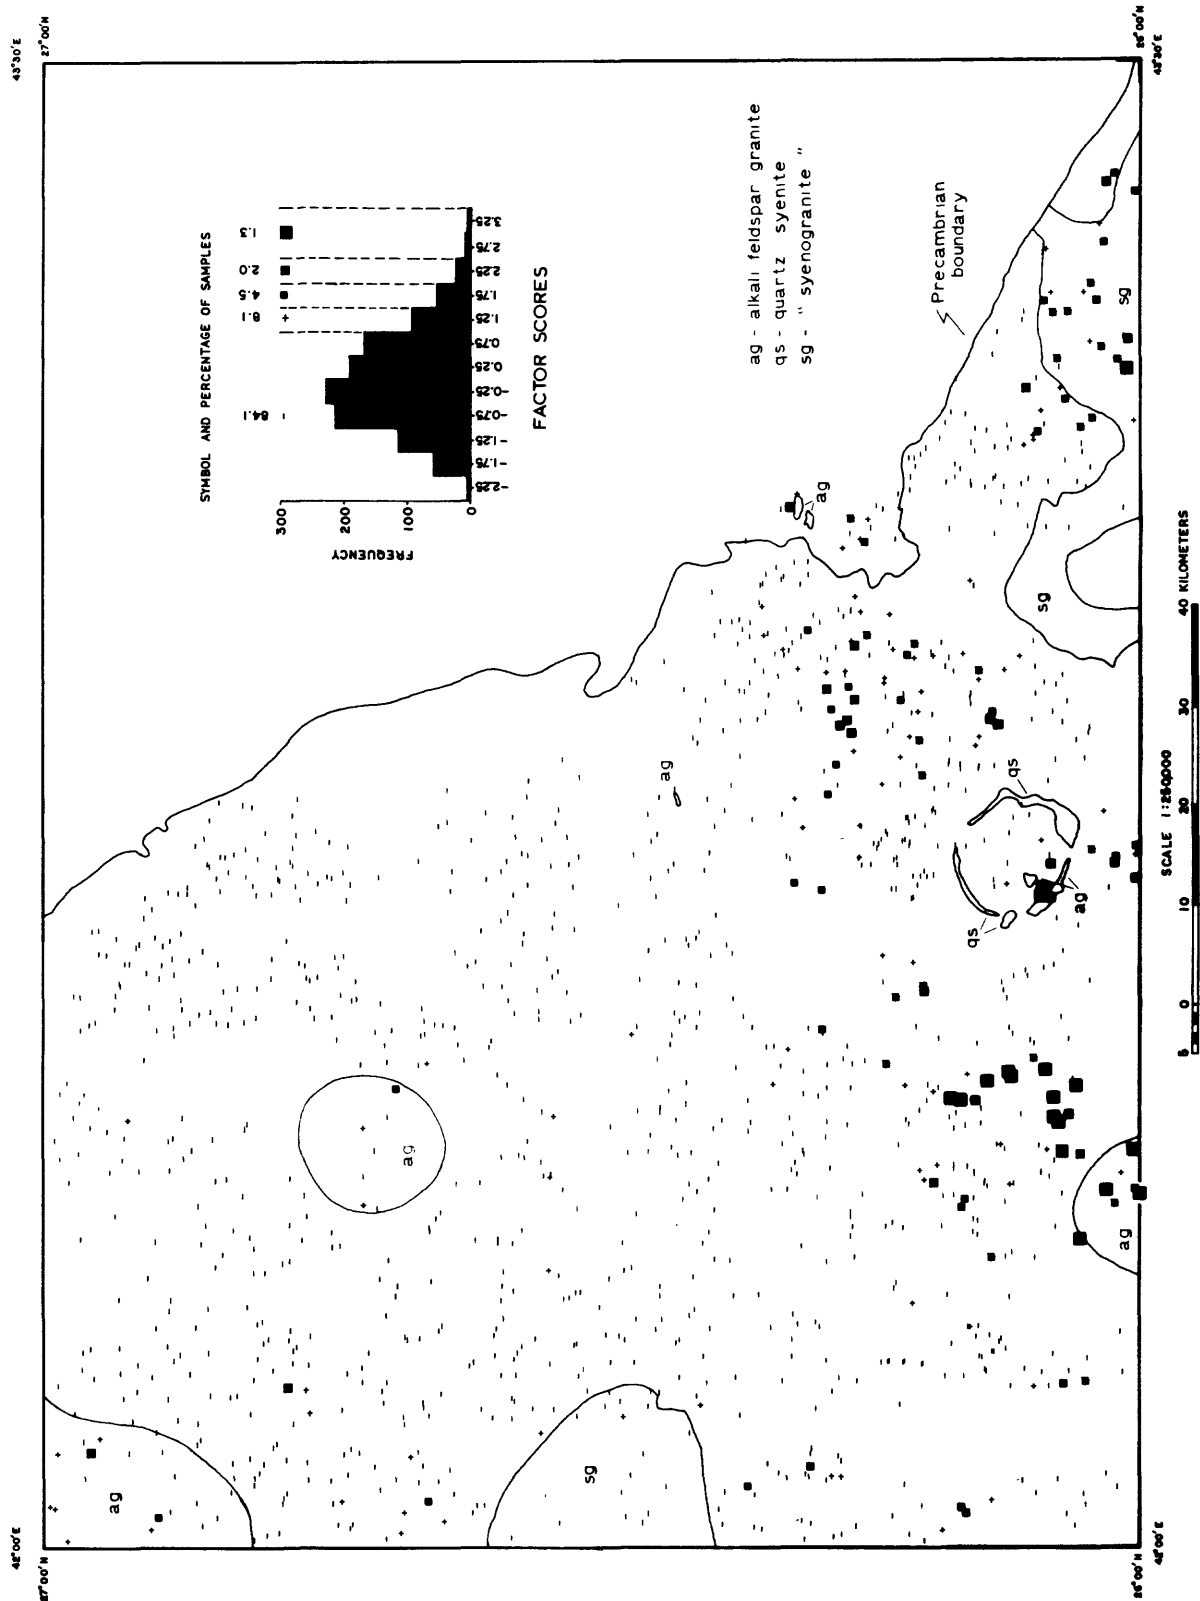 43°30'E
27°00'N
26°00'N
43°30'E
SYMBOL AND PERCENTAGE OF SAMPLES
84.1
8.1
4.5
2.0
1.3
FREQUENCY
300
200
100
0
-2.25
-1.75
-1.25
-0.75
-0.25
0.25
0.75
1.25
1.75
2.25
2.75
3.25
FACTOR SCORES
ag - alkali feldspar granite
qs - quartz syenite
sg - " syenogranite "
Precambrian
boundary
ag
sg
sg
ag
qs
qs
ag
ag
ag
ag
sg
42°00'E
27°00'N
26°00'N
42°00'E
SCALE 1:250,000
5 0 10 20 30 40 KILOMETERS